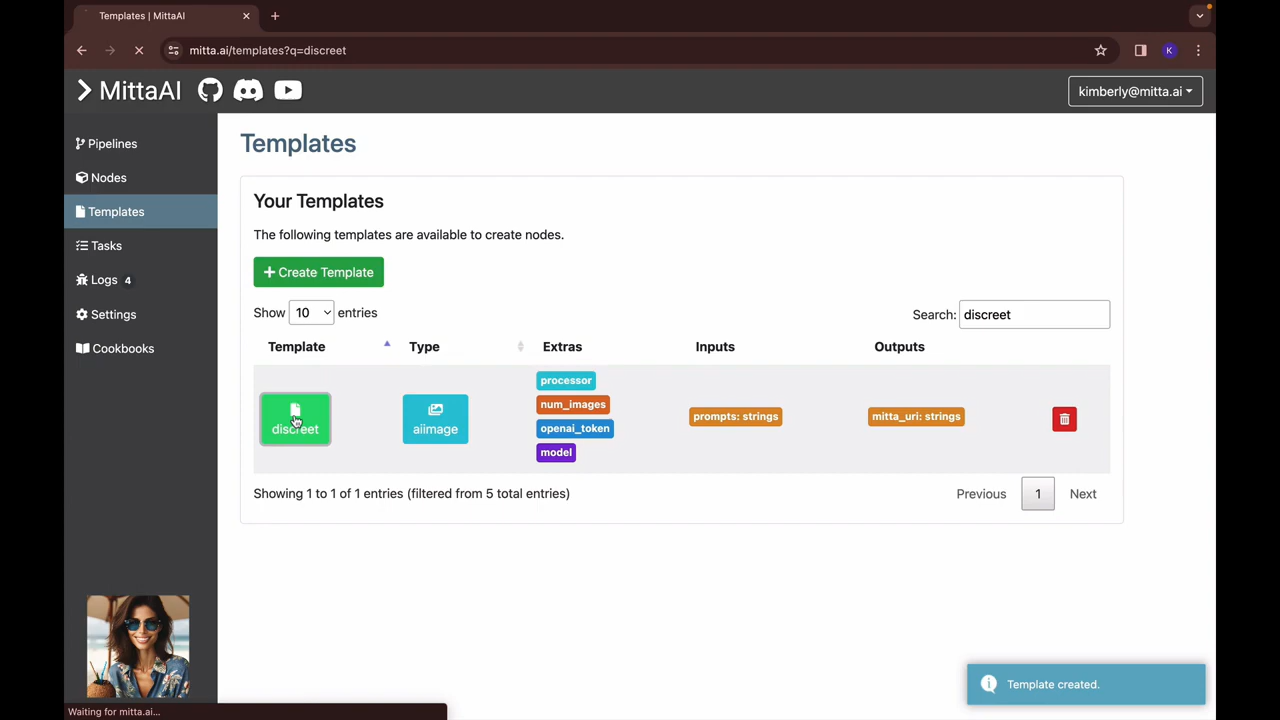 Templates | MittaAI
mitta.ai/templates?q=discreet
K
MittaAI
kimberly@mitta.ai
Pipelines
Nodes
Templates
Tasks
Logs 4
Settings
Cookbooks
Templates
Your Templates
The following templates are available to create nodes.
+ Create Template
Show 10 entries
Search: discreet
Template Type Extras Inputs Outputs
discreet
aiimage
processor
num_images
openai_token
model
prompts: strings
mitta_uri: strings
Showing 1 to 1 of 1 entries (filtered from 5 total entries)
Previous 1 Next
Template created.
Waiting for mitta.ai...